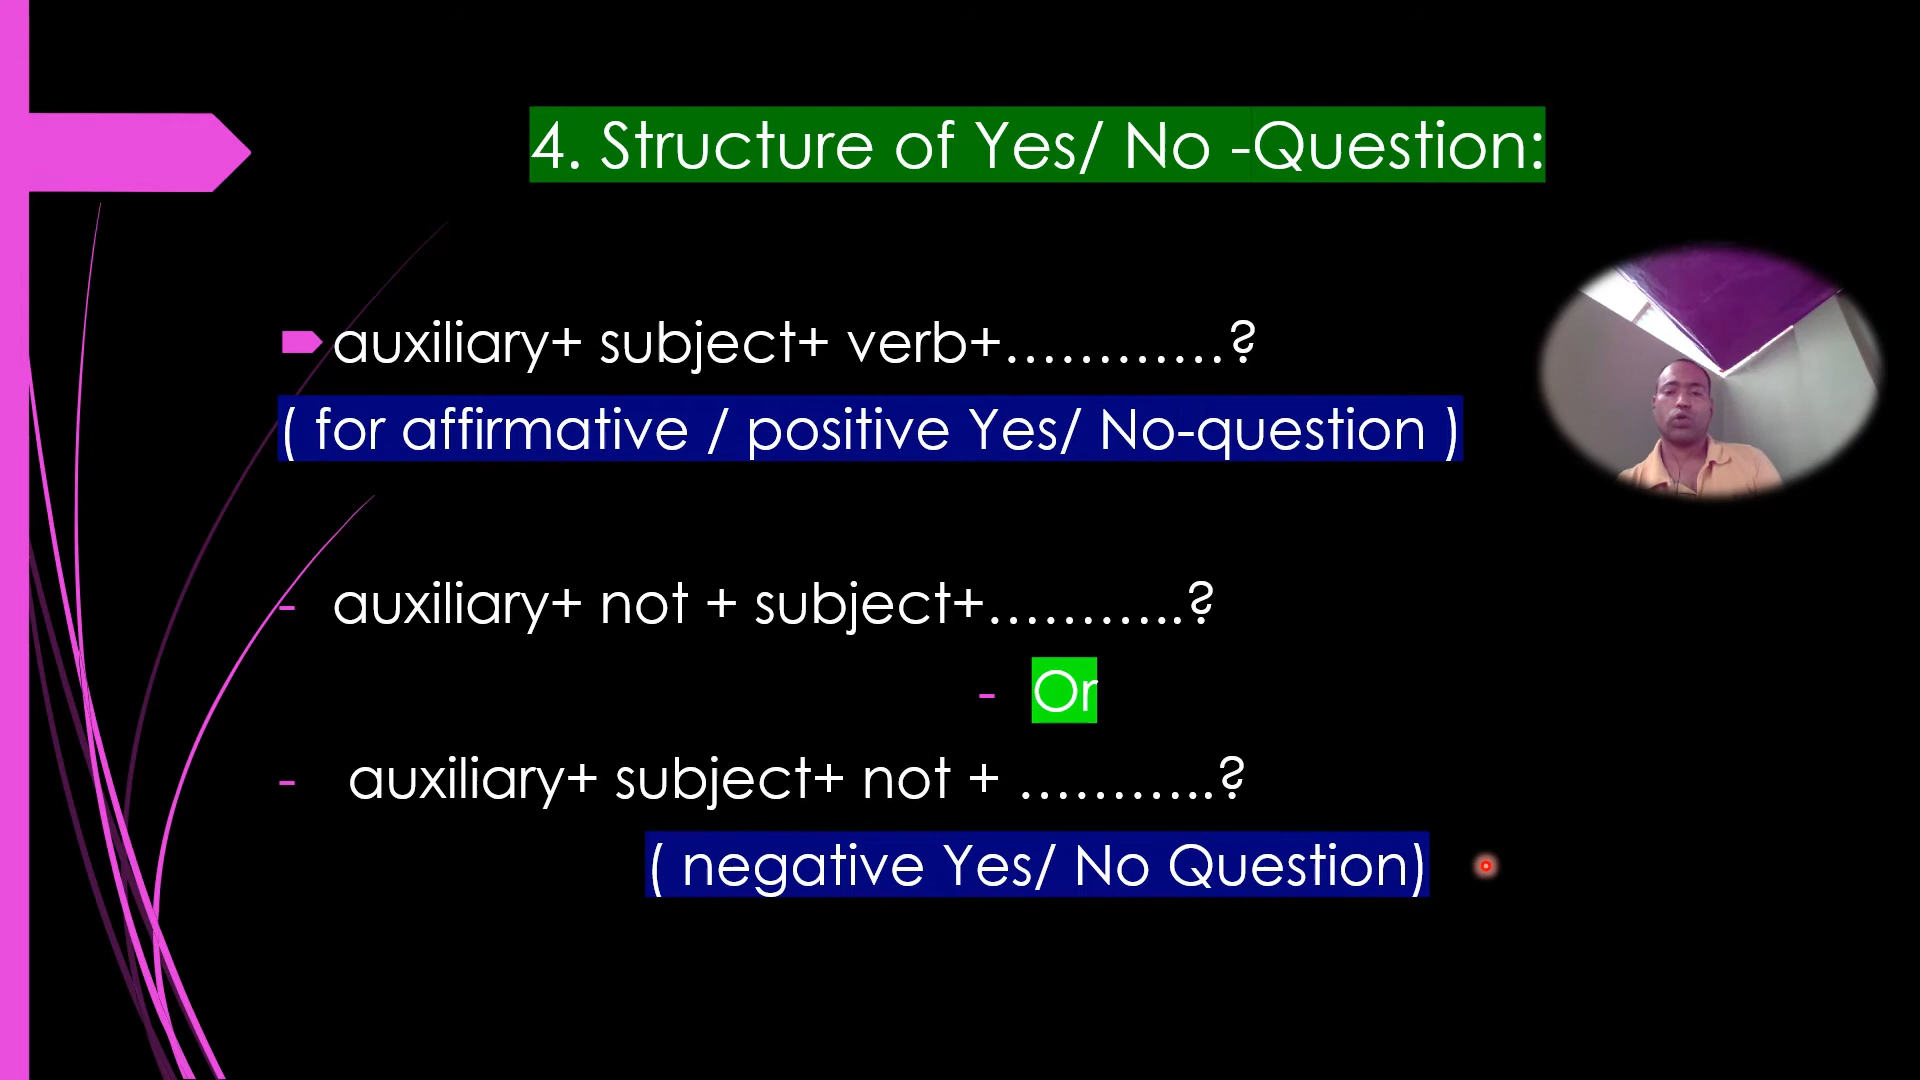 4. Structure of Yes/ No -Question:
auxiliary+ subject+ verb+…………?
( for affirmative / positive Yes/ No-question )
- auxiliary+ not + subject+………..?
- Or
- auxiliary+ subject+ not + ………..?
( negative Yes/ No Question)